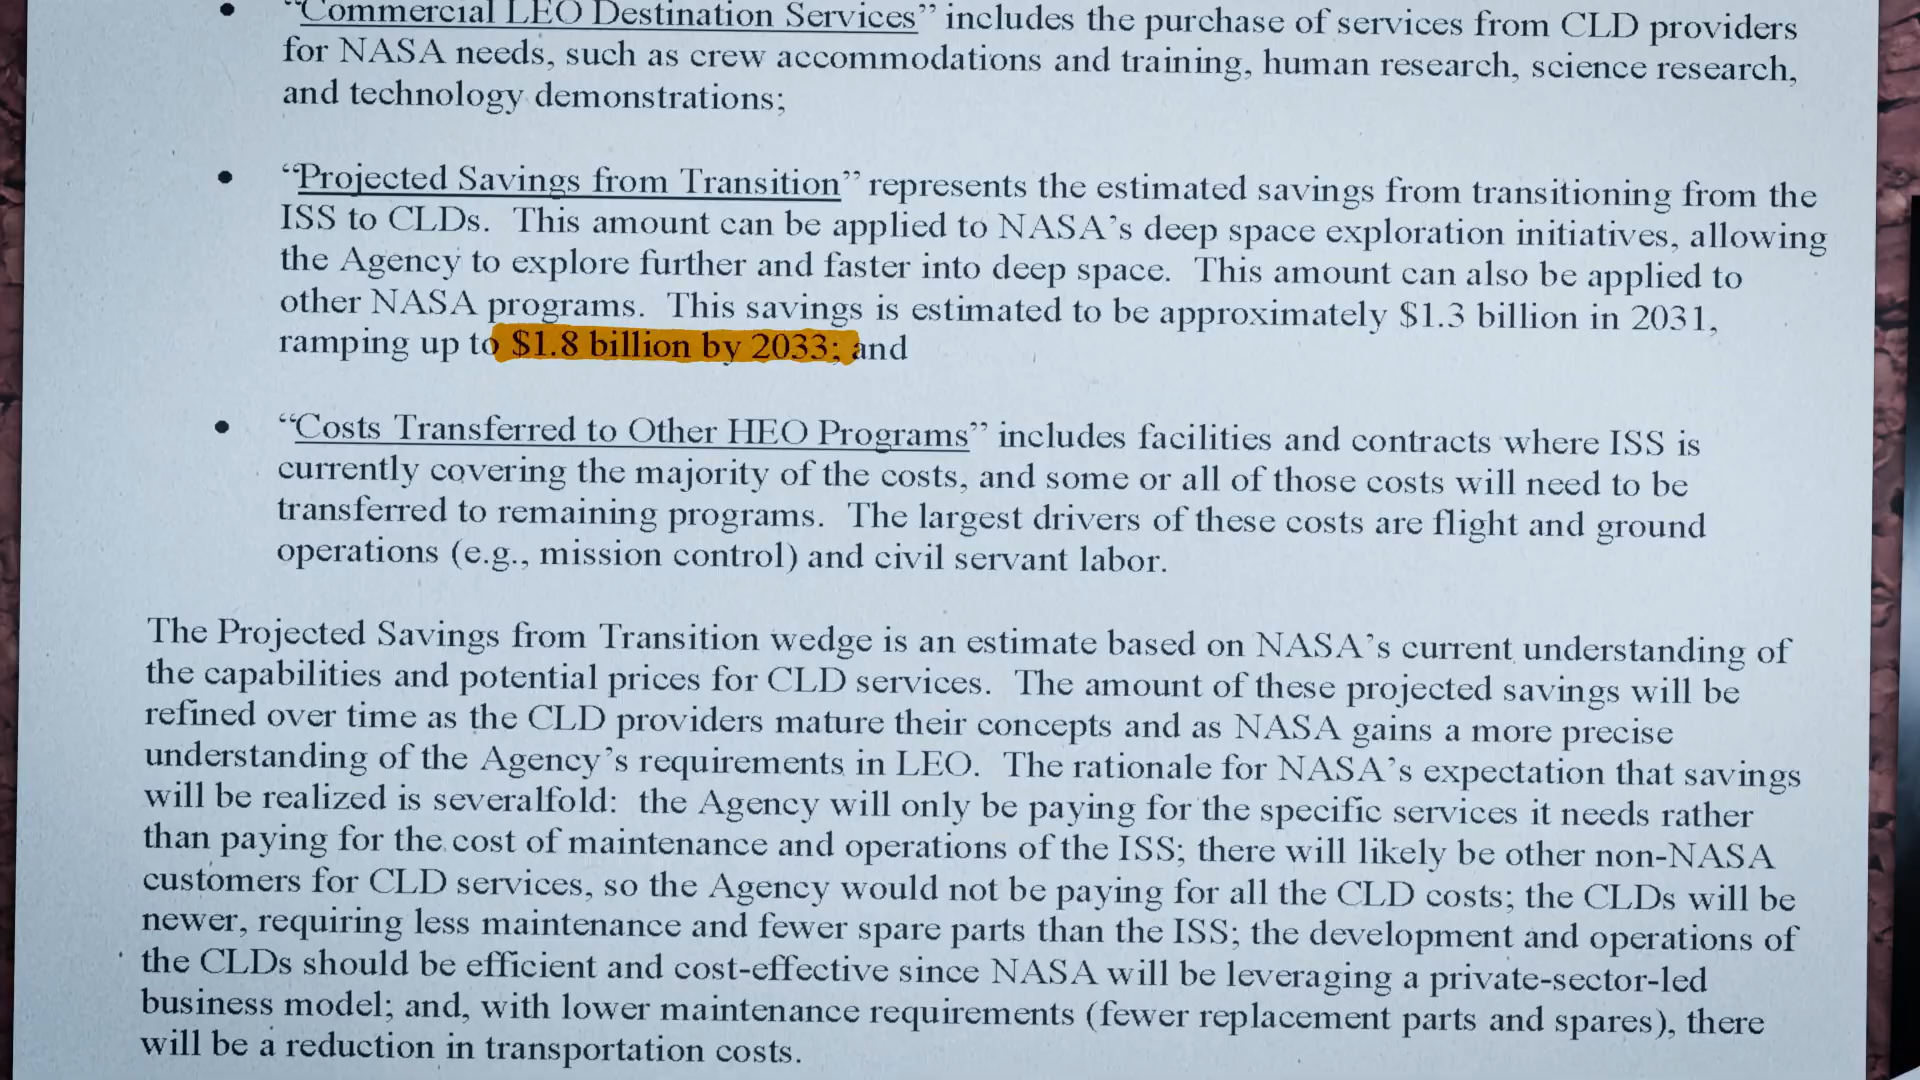 • “Commercial LEO Destination Services” includes the purchase of services from CLD providers
for NASA needs, such as crew accommodations and training, human research, science research,
and technology demonstrations;
• “Projected Savings from Transition” represents the estimated savings from transitioning from the
ISS to CLDs. This amount can be applied to NASA’s deep space exploration initiatives, allowing
the Agency to explore further and faster into deep space. This amount can also be applied to
other NASA programs. This savings is estimated to be approximately $1.3 billion in 2031,
ramping up to $1.8 billion by 2033; and
• “Costs Transferred to Other HEO Programs” includes facilities and contracts where ISS is
currently covering the majority of the costs, and some or all of those costs will need to be
transferred to remaining programs. The largest drivers of these costs are flight and ground
operations (e.g., mission control) and civil servant labor.
The Projected Savings from Transition wedge is an estimate based on NASA’s current understanding of
the capabilities and potential prices for CLD services. The amount of these projected savings will be
refined over time as the CLD providers mature their concepts and as NASA gains a more precise
understanding of the Agency’s requirements in LEO. The rationale for NASA’s expectation that savings
will be realized is severalfold: the Agency will only be paying for the specific services it needs rather
than paying for the cost of maintenance and operations of the ISS; there will likely be other non-NASA
customers for CLD services, so the Agency would not be paying for all the CLD costs; the CLDs will be
newer, requiring less maintenance and fewer spare parts than the ISS; the development and operations of
the CLDs should be efficient and cost-effective since NASA will be leveraging a private-sector-led
business model; and, with lower maintenance requirements (fewer replacement parts and spares), there
will be a reduction in transportation costs.